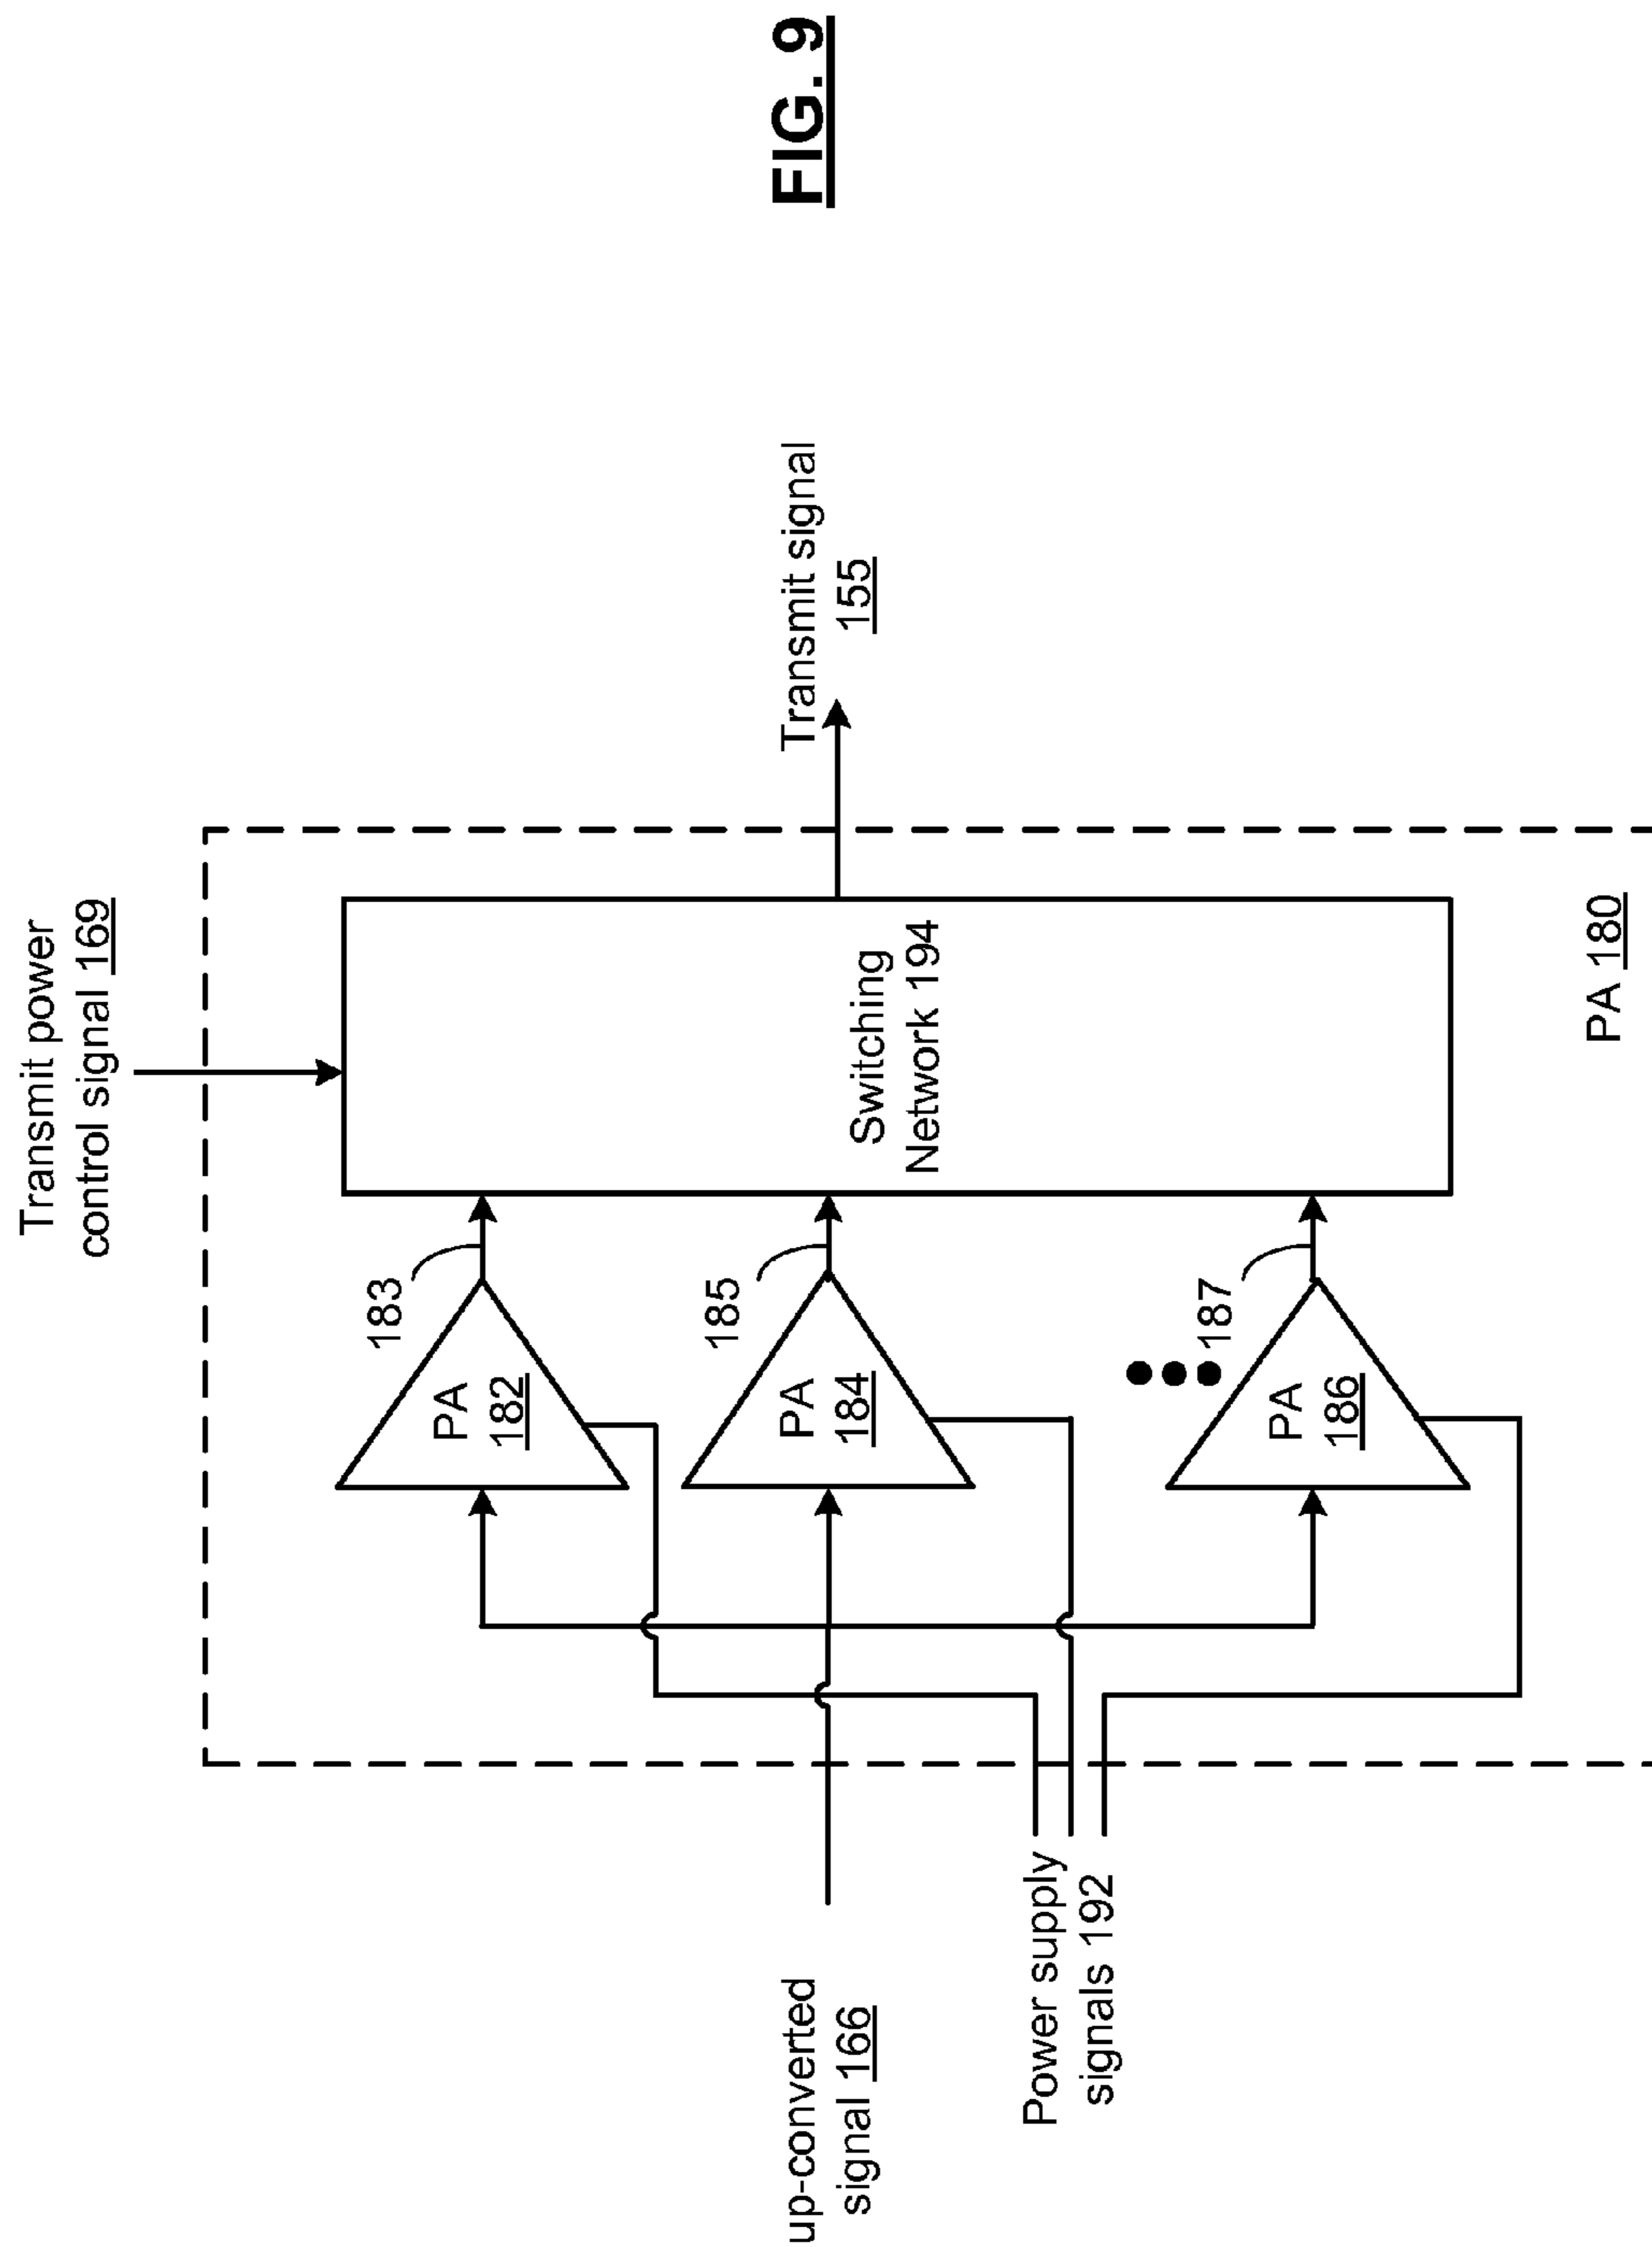 Transmit power
control signal 169
up-converted
signal 166
Power supply
signals 192
PA
182
183
PA
184
185
PA
186
187
Switching
Network 194
Transmit signal
155
PA 180
FIG. 9